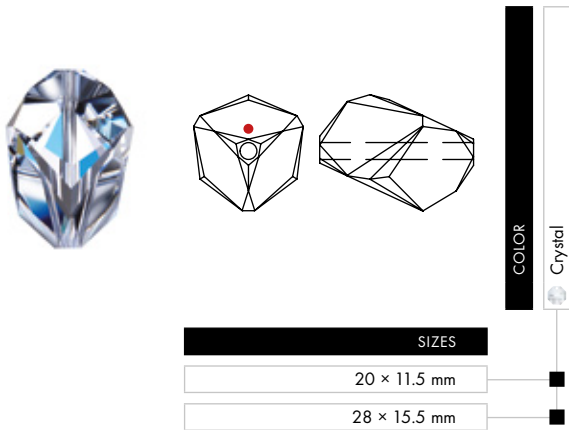 COLOR
Crystal
SIZES
20 × 11.5 mm
28 × 15.5 mm